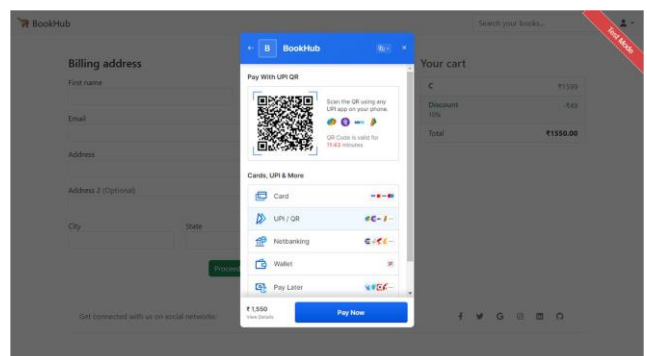 BookHub
Search your books...
Test Mode
Billing address
First name
Email
Address
Address 2 (Optional)
City
State
Proceed
Get connected with us on social networks:
B
BookHub
Pay With UPI QR
Scan the QR using any
UPI app on your phone.
QR Code is valid for
11:43 minutes
Cards, UPI & More
Card
UPI / QR
Netbanking
Wallet
Pay Later
₹ 1,550
View Details
Pay Now
Your cart
C
₹1599
Discount
-₹49
10%
Total
₹1550.00